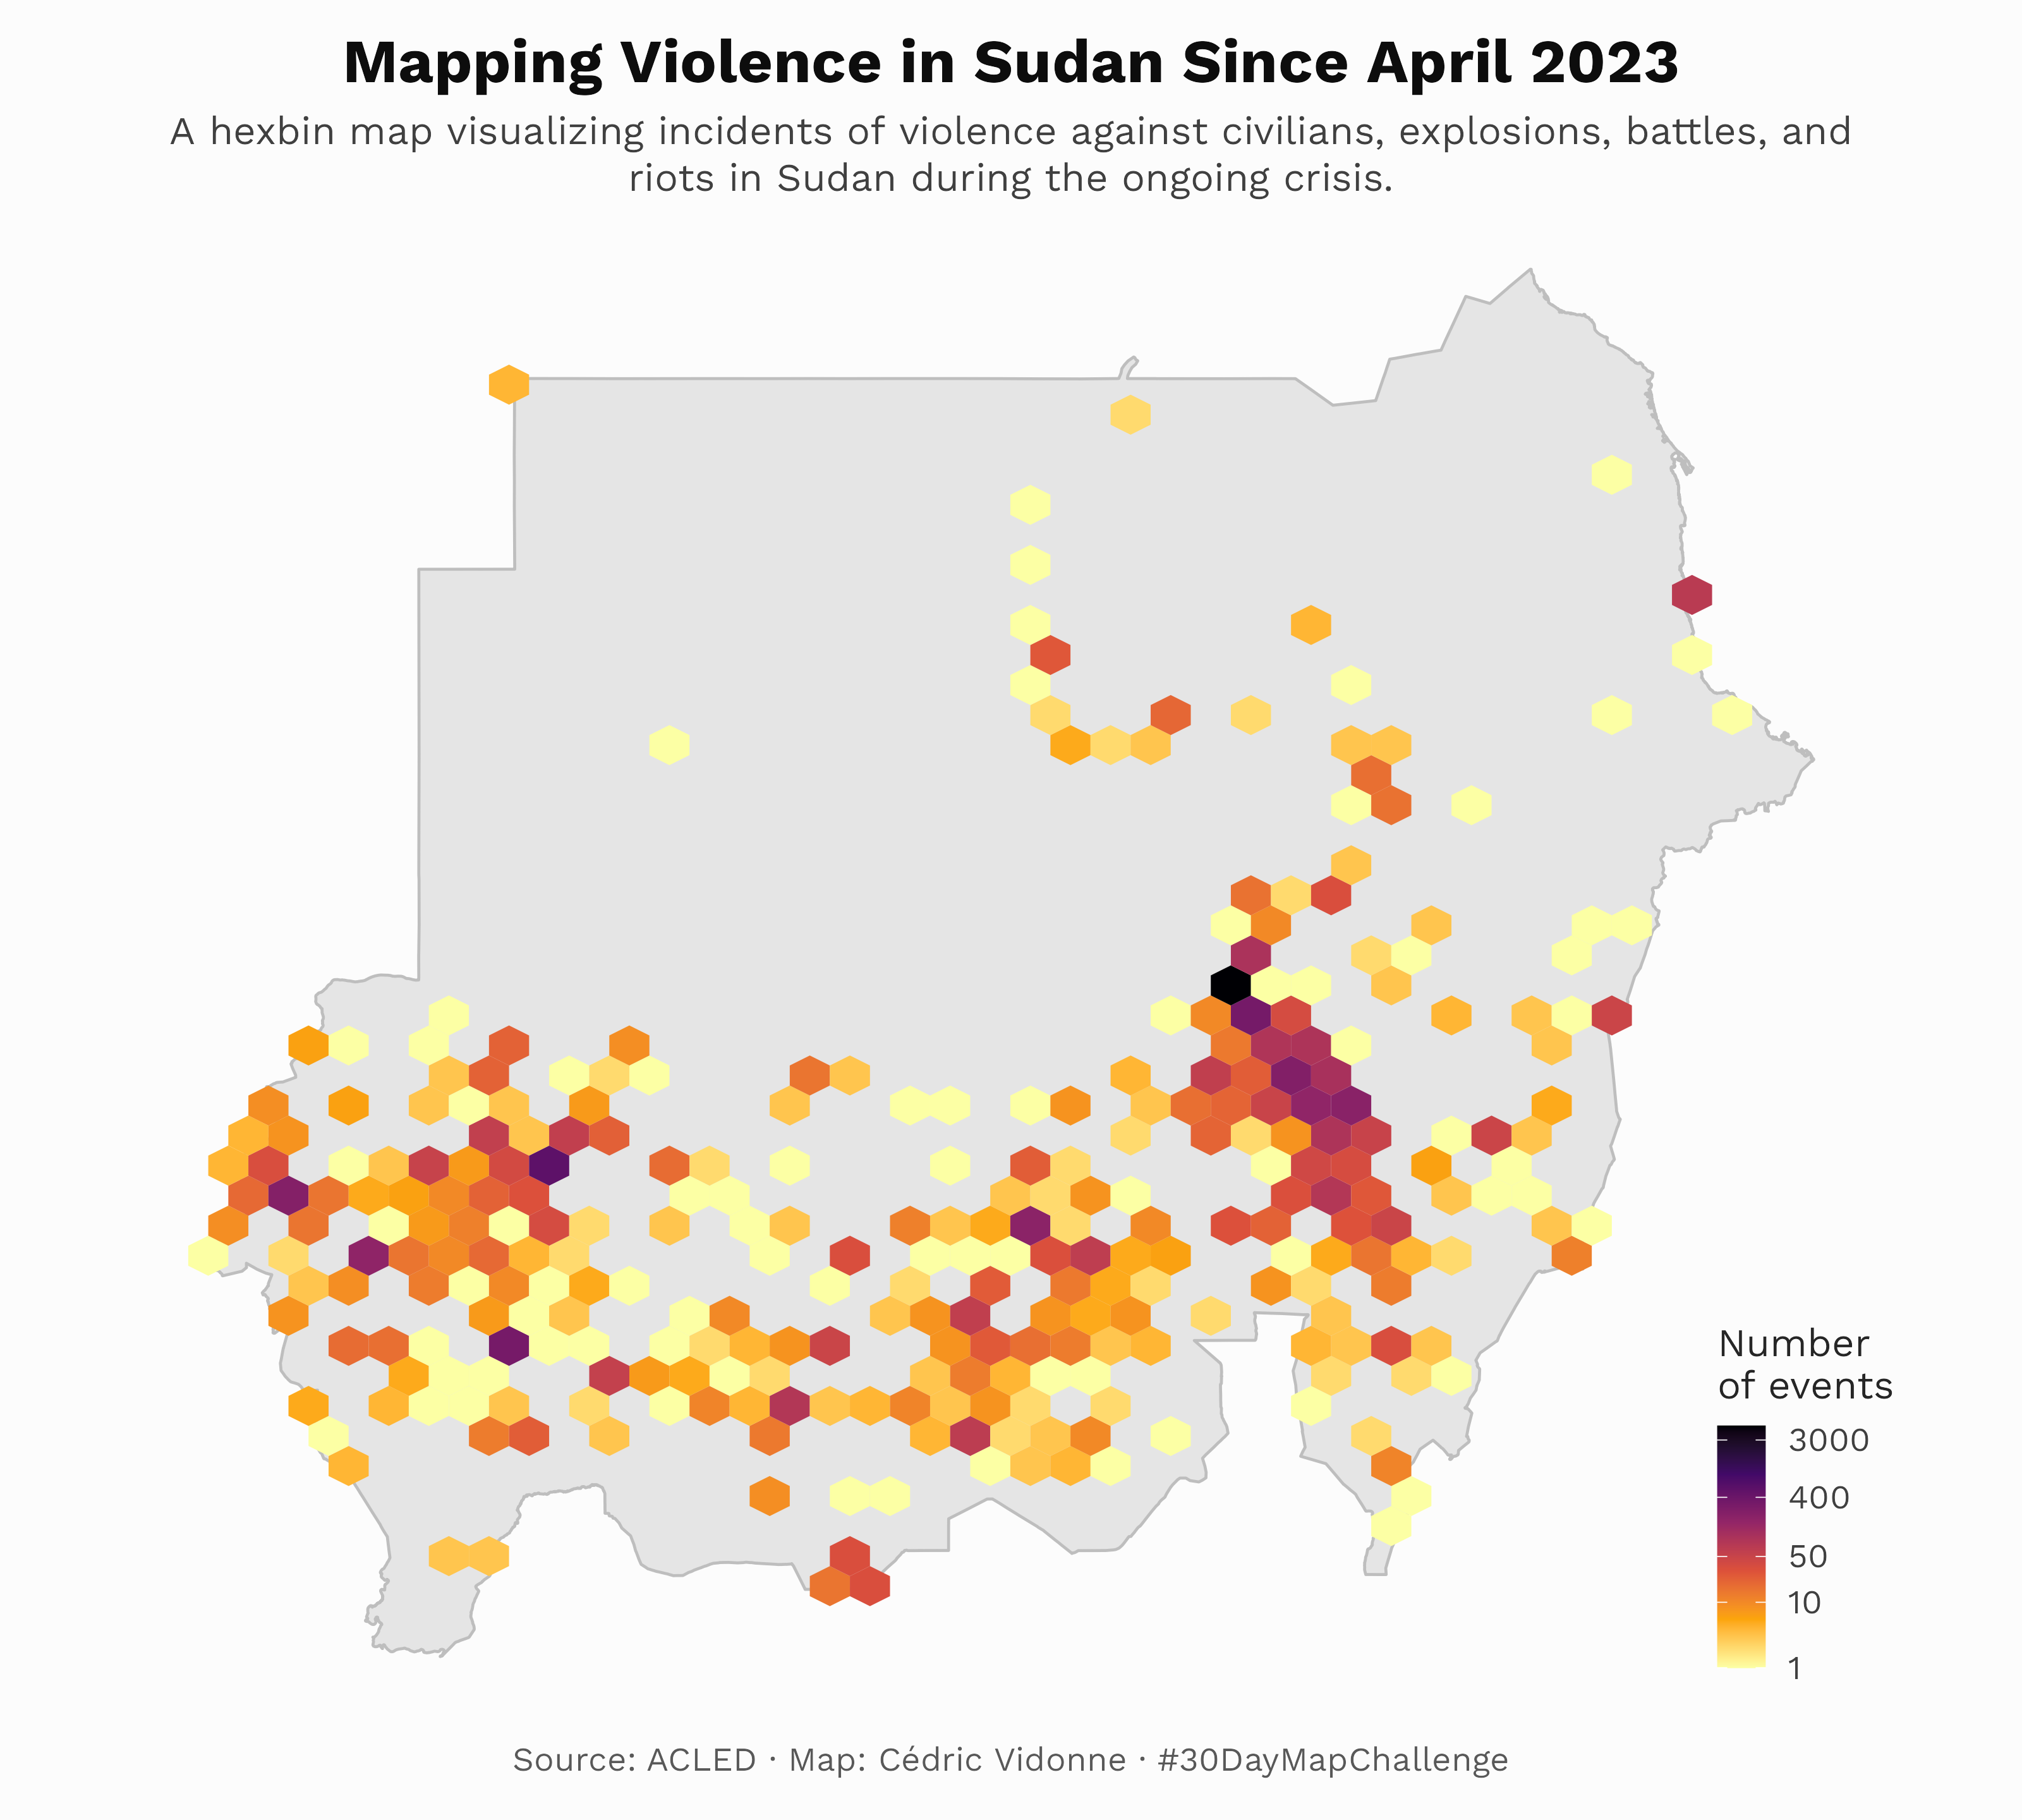 Mapping Violence in Sudan Since April 2023
A hexbin map visualizing incidents of violence against civilians, explosions, battles, and
riots in Sudan during the ongoing crisis.
Number
of events
3000
400
50
10
1
Source: ACLED · Map: Cédric Vidonne · #30DayMapChallenge